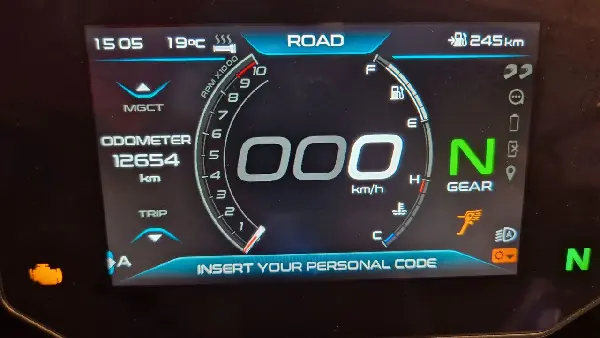 15 05 19°C ROAD 245 km
RPM X1000
10
9
8
7
6
5
4
3
2
1
MGCT
ODOMETER
12654
km
TRIP
A
F
E
H
C
000
km/h
N
GEAR
INSERT YOUR PERSONAL CODE
N